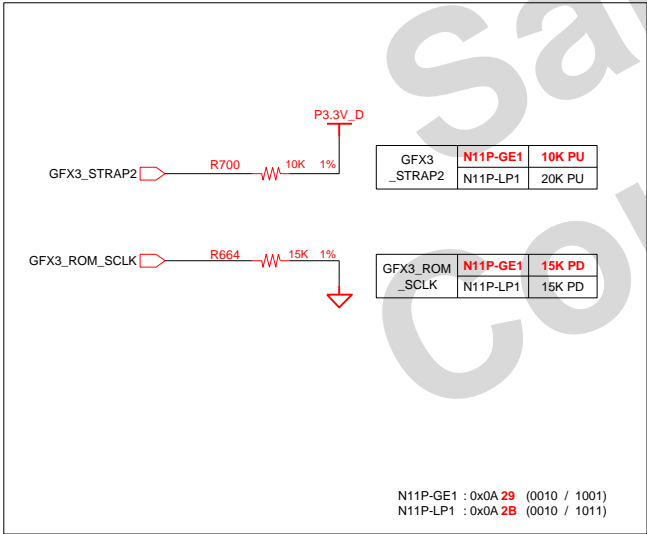 P3.3V_D
GFX3_STRAP2 R700 10K 1%
GFX3 _STRAP2 N11P-GE1 10K PU
N11P-LP1 20K PU
GFX3_ROM_SCLK R664 15K 1%
GFX3_ROM _SCLK N11P-GE1 15K PD
N11P-LP1 15K PD
N11P-GE1 : 0x0A 29 (0010 / 1001)
N11P-LP1 : 0x0A 2B (0010 / 1011)